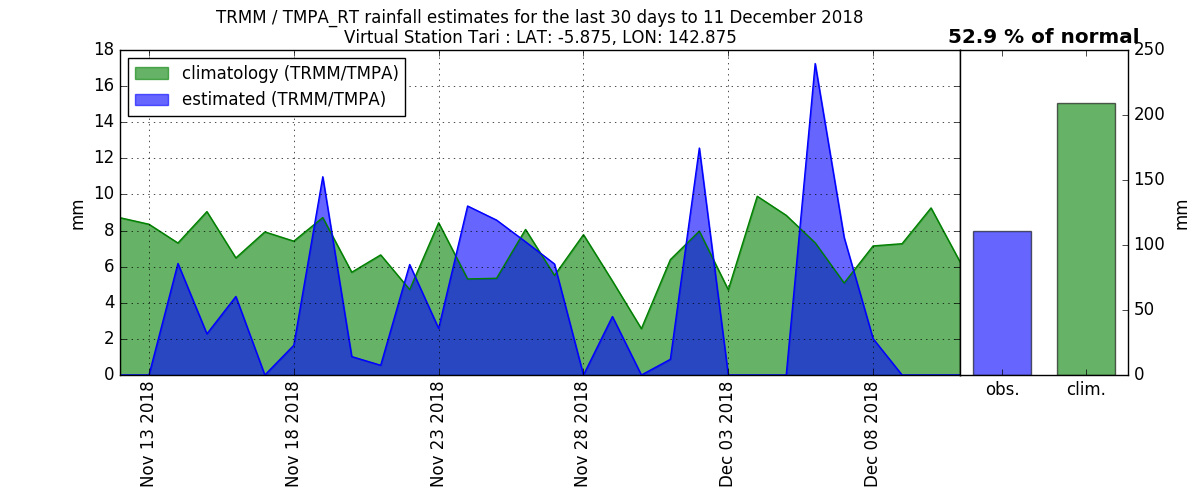 TRMM / TMPA_RT rainfall estimates for the last 30 days to 11 December 2018
Virtual Station Tari : LAT: -5.875, LON: 142.875
52.9 % of normal
climatology (TRMM/TMPA)
estimated (TRMM/TMPA)
mm
18
16
14
12
10
8
6
4
2
0
Nov 13 2018
Nov 18 2018
Nov 23 2018
Nov 28 2018
Dec 03 2018
Dec 08 2018
250
200
150
100
50
0
mm
obs.
clim.